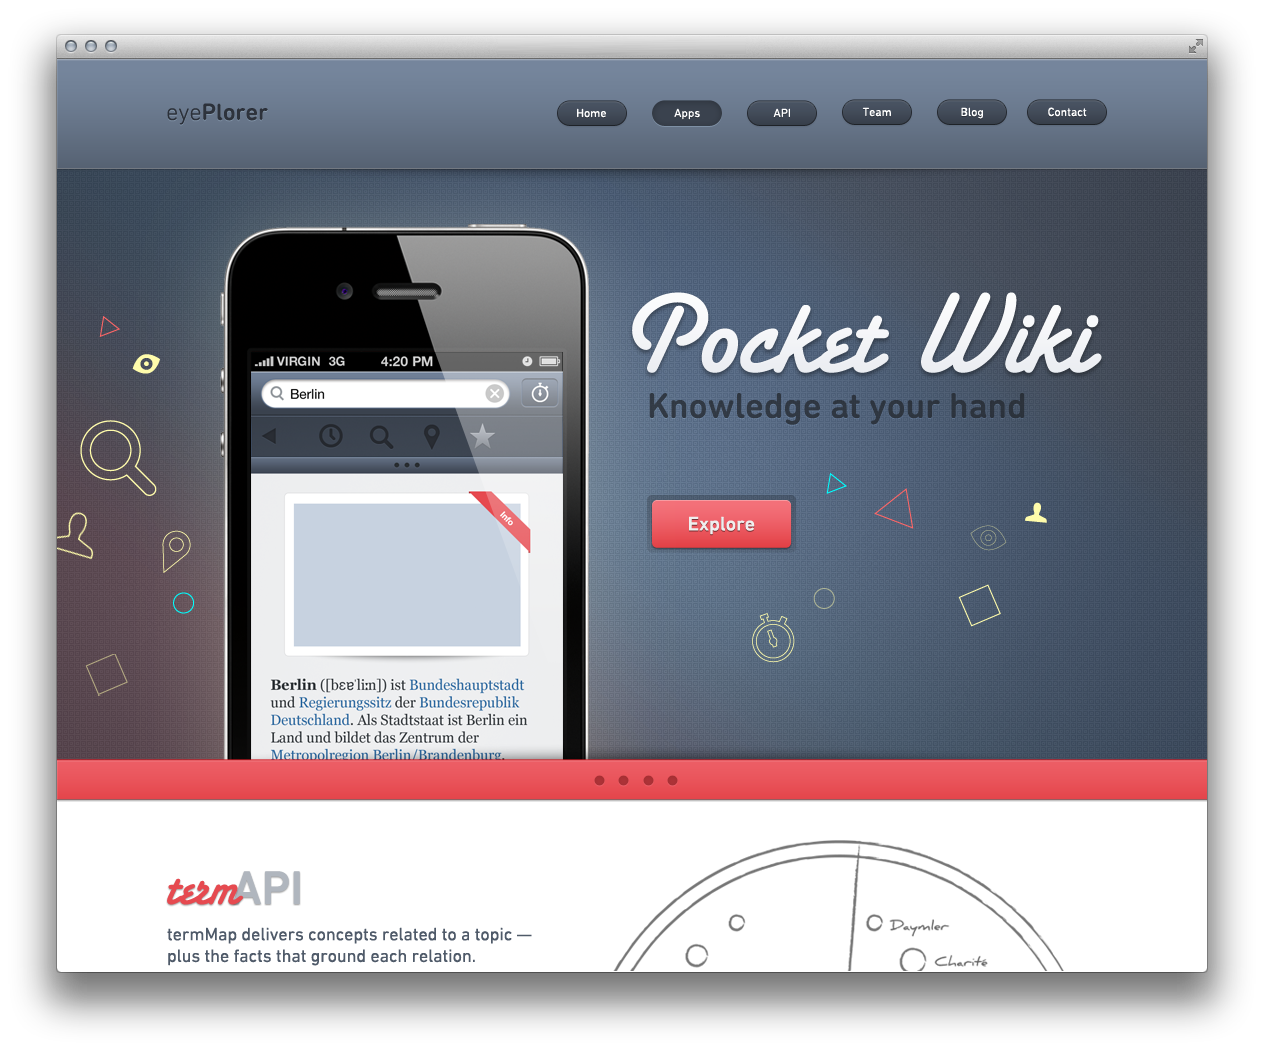 eyePlorer
Home
Apps
API
Team
Blog
Contact
VIRGIN 3G 4:20 PM
Berlin
Info
Berlin ([bɛɐ̯ˈliːn]) ist Bundeshauptstadt
und Regierungssitz der Bundesrepublik
Deutschland. Als Stadtstaat ist Berlin ein
Land und bildet das Zentrum der
Metropolregion Berlin/Brandenburg.
Pocket Wiki
Knowledge at your hand
Explore
termAPI
termMap delivers concepts related to a topic —
plus the facts that ground each relation.
Daymler
Charité